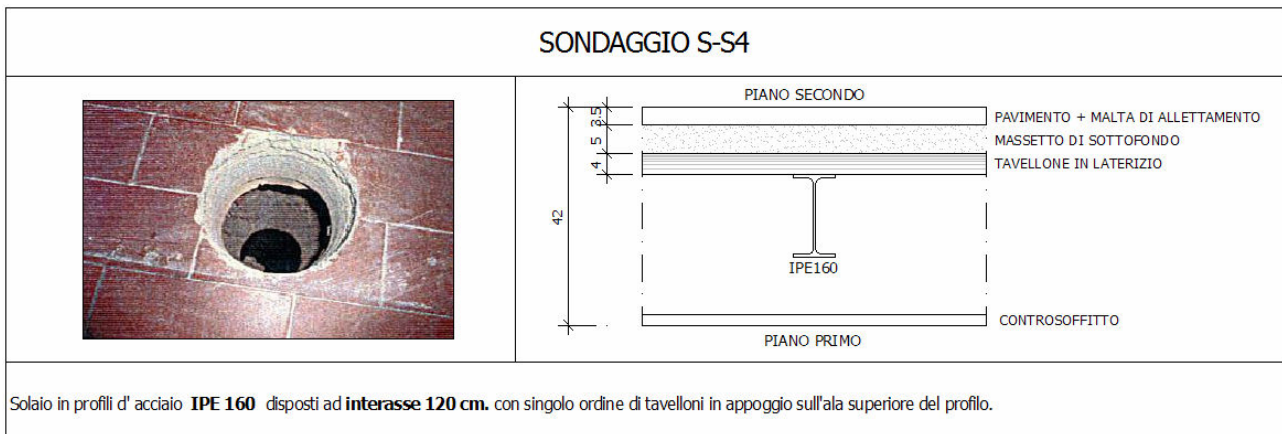 SONDAGGIO S-S4
PIANO SECONDO
3.5
PAVIMENTO + MALTA DI ALLETTAMENTO
5
MASSETTO DI SOTTOFONDO
4
TAVELLONE IN LATERIZIO
42
IPE160
CONTROSOFFITTO
PIANO PRIMO
Solaio in profili d' acciaio IPE 160 disposti ad interasse 120 cm. con singolo ordine di tavelloni in appoggio sull'ala superiore del profilo.